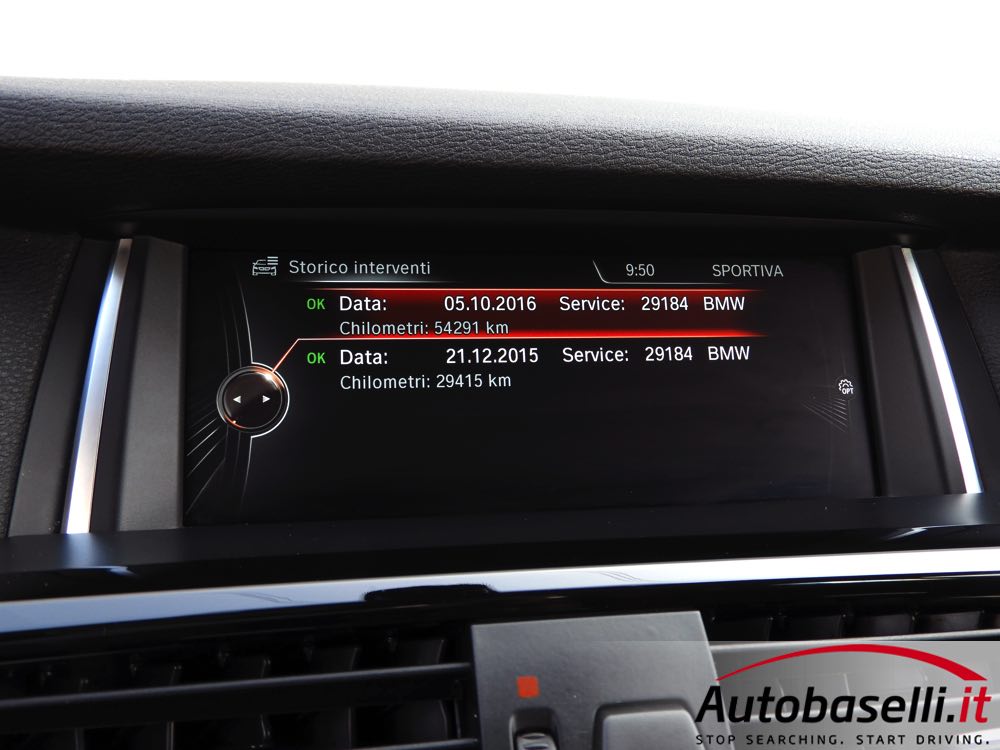 Storico interventi 9:50 SPORTIVA
OK Data: 05.10.2016 Service: 29184 BMW
Chilometri: 54291 km
OK Data: 21.12.2015 Service: 29184 BMW
Chilometri: 29415 km
OPT
Autobaselli.it
STOP SEARCHING. START DRIVING.